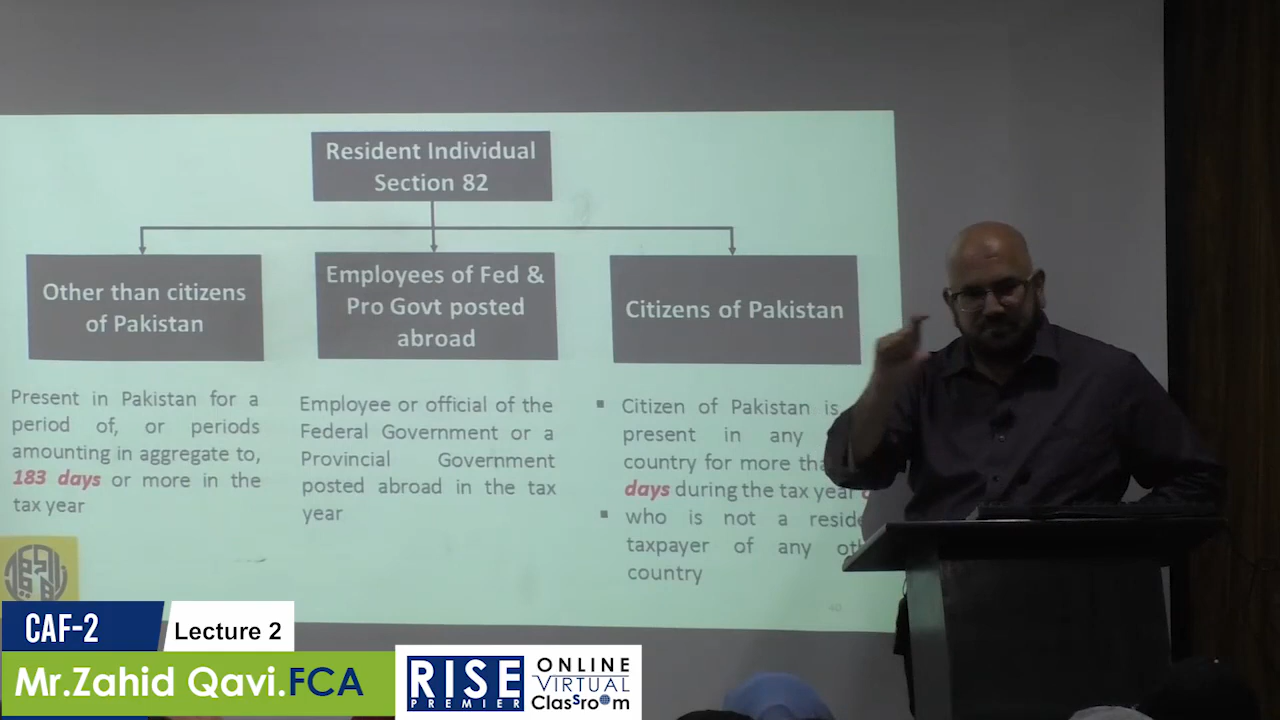 Resident Individual
Section 82
Other than citizens
of Pakistan
Employees of Fed &
Pro Govt posted
abroad
Citizens of Pakistan
Present in Pakistan for a
period of, or periods
amounting in aggregate to,
183 days or more in the
tax year
Employee or official of the
Federal Government or a
Provincial Government
posted abroad in the tax
year
▪ Citizen of Pakistan is
present in any
country for more
days during the tax year
▪ who is not a
taxpayer of any
country
40
CAF-2
Lecture 2
Mr.Zahid Qavi.FCA
RISE
PREMIER
ONLINE
VIRTUAL
Classroom